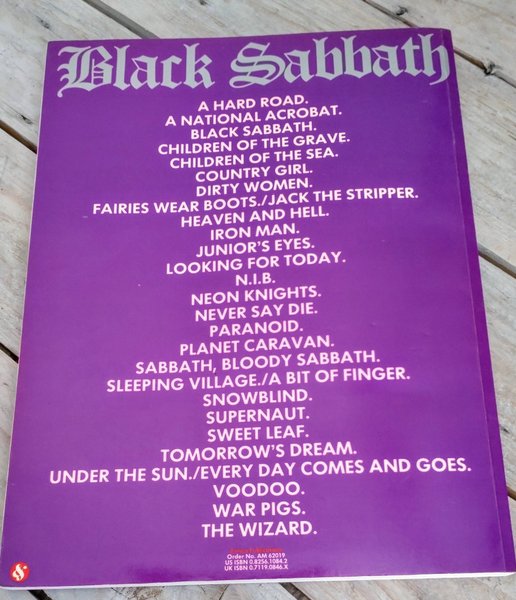 Black Sabbath
A HARD ROAD.
A NATIONAL ACROBAT.
BLACK SABBATH.
CHILDREN OF THE GRAVE.
CHILDREN OF THE SEA.
COUNTRY GIRL.
DIRTY WOMEN.
FAIRIES WEAR BOOTS./JACK THE STRIPPER.
HEAVEN AND HELL.
IRON MAN.
JUNIOR'S EYES.
LOOKING FOR TODAY.
N.I.B.
NEON KNIGHTS.
NEVER SAY DIE.
PARANOID.
PLANET CARAVAN.
SABBATH, BLOODY SABBATH.
SLEEPING VILLAGE./A BIT OF FINGER.
SNOWBLIND.
SUPERNAUT.
SWEET LEAF.
TOMORROW'S DREAM.
UNDER THE SUN./EVERY DAY COMES AND GOES.
VOODOO.
WAR PIGS.
THE WIZARD.
Order No. AM 62019
US ISBN 0.8256.1084.2
UK ISBN 0.7119.0846.X